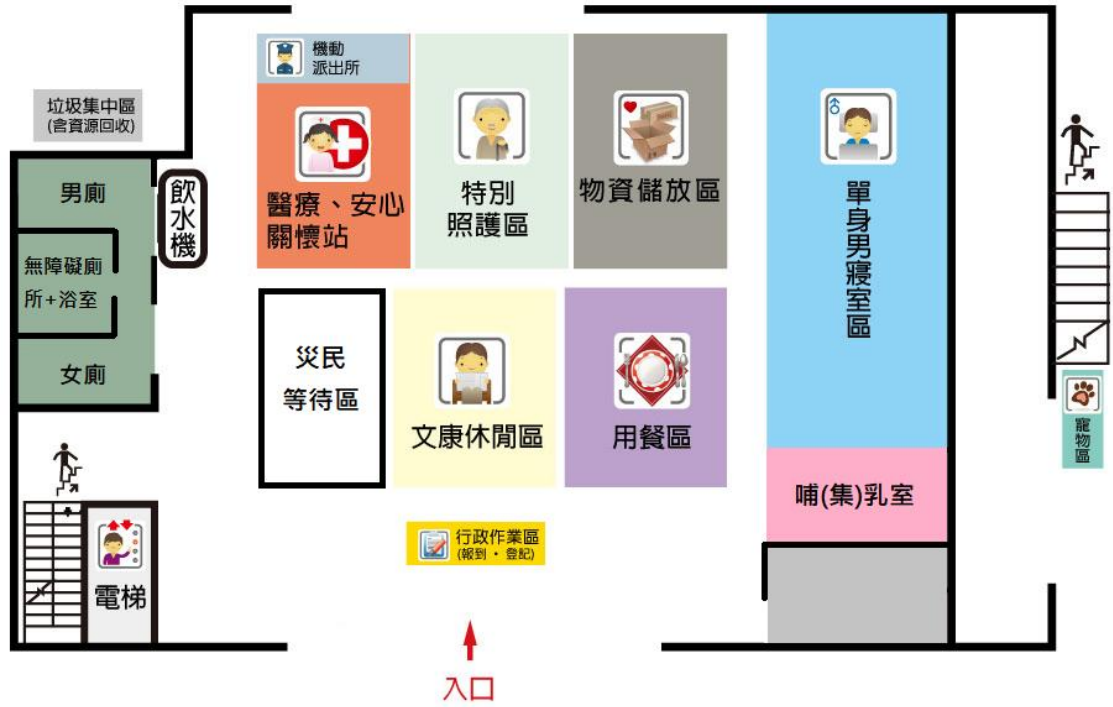 機動
派出所
垃圾集中區
(含資源回收)
醫療、安心
關懷站
特別
照護區
物資儲放區
單身男寢室區
男廁
飲水機
無障礙廁
所+浴室
女廁
災民
等待區
文康休閒區
用餐區
寵物區
哺(集)乳室
行政作業區
(報到・登記)
電梯
入口